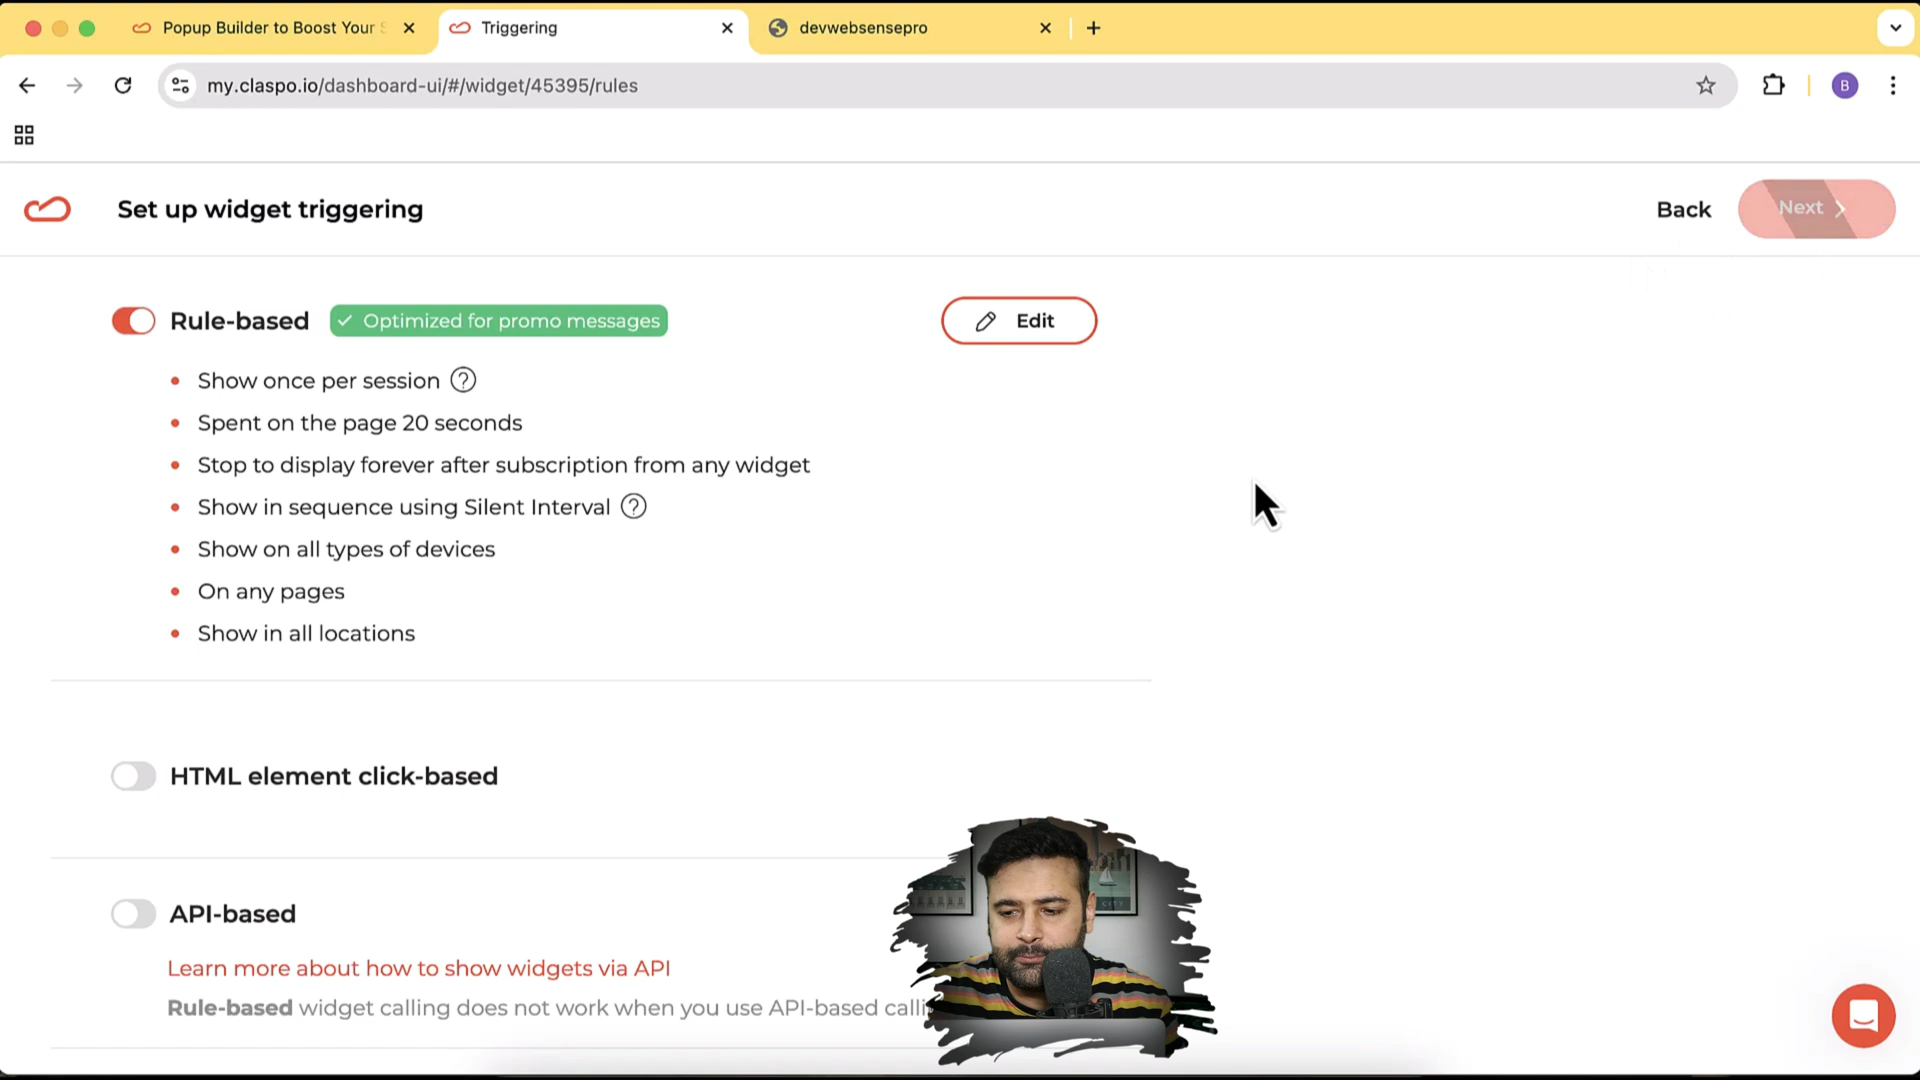 Popup Builder to Boost Your
Triggering
devwebsensepro
my.claspo.io/dashboard-ui/#/widget/45395/rules
B
Set up widget triggering
Back
Next
Rule-based
Optimized for promo messages
Edit
Show once per session
Spent on the page 20 seconds
Stop to display forever after subscription from any widget
Show in sequence using Silent Interval
Show on all types of devices
On any pages
Show in all locations
HTML element click-based
API-based
Learn more about how to show widgets via API
Rule-based widget calling does not work when you use API-based